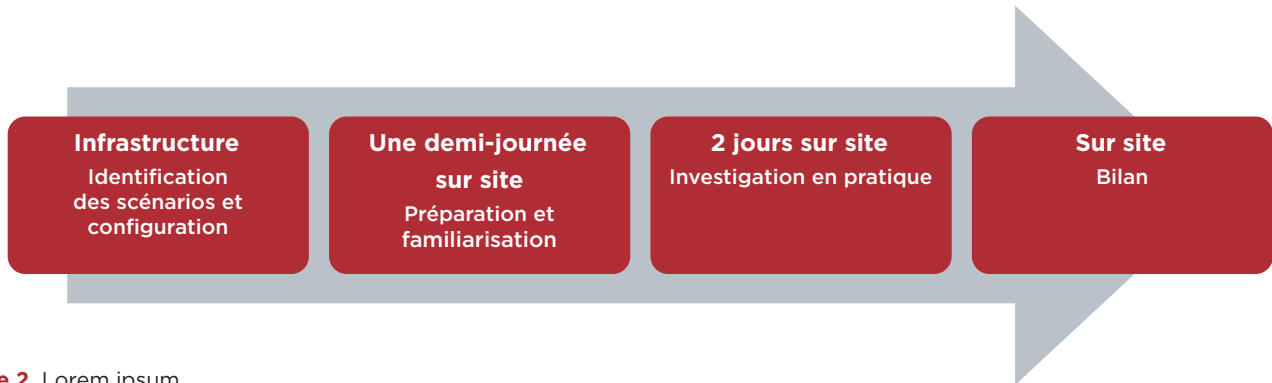 Infrastructure
Identification
des scénarios et
configuration
Une demi-journée
sur site
Préparation et
familiarisation
2 jours sur site
Investigation en pratique
Sur site
Bilan
e 2 Lorem ipsum